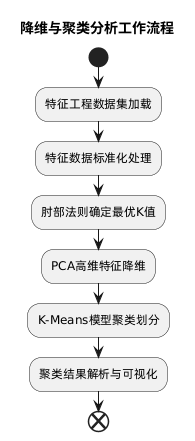 降维与聚类分析工作流程
特征工程数据集加载
特征数据标准化处理
肘部法则确定最优K值
PCA高维特征降维
K-Means模型聚类划分
聚类结果解析与可视化